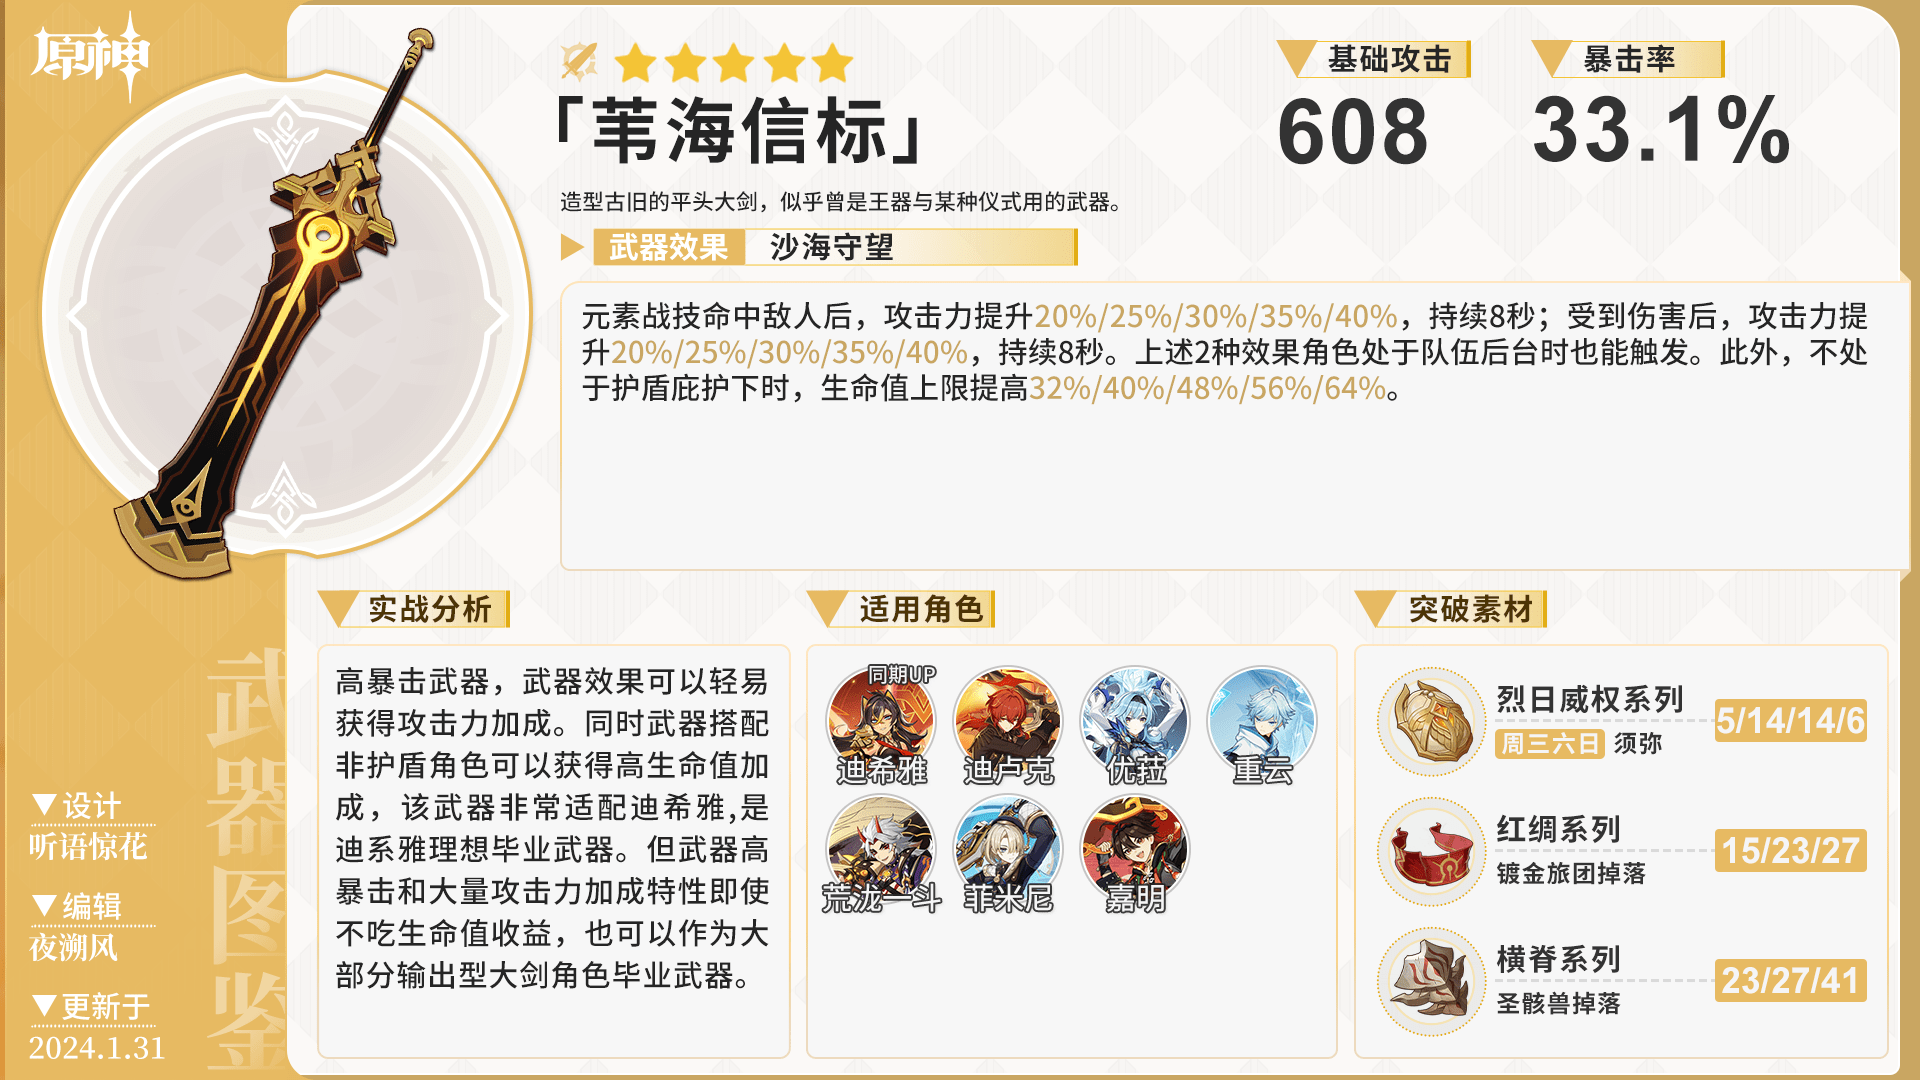 原神
「苇海信标」
基础攻击
608
暴击率
33.1%
造型古旧的平头大剑，似乎曾是王器与某种仪式用的武器。
武器效果 沙海守望
元素战技命中敌人后，攻击力提升20%/25%/30%/35%/40%，持续8秒；受到伤害后，攻击力提
升20%/25%/30%/35%/40%，持续8秒。上述2种效果角色处于队伍后台时也能触发。此外，不处
于护盾庇护下时，生命值上限提高32%/40%/48%/56%/64%。
实战分析
高暴击武器，武器效果可以轻易
获得攻击力加成。同时武器搭配
非护盾角色可以获得高生命值加
成，该武器非常适配迪希雅,是
迪系雅理想毕业武器。但武器高
暴击和大量攻击力加成特性即使
不吃生命值收益，也可以作为大
部分输出型大剑角色毕业武器。
适用角色
同期UP
迪希雅 迪卢克 优菈 重云
荒泷一斗 菲米尼 嘉明
突破素材
烈日威权系列
周三六日 须弥
5/14/14/6
红绸系列
镀金旅团掉落
15/23/27
横脊系列
圣骸兽掉落
23/27/41
武器图鉴
▼设计
听语惊花
▼编辑
夜溯风
▼更新于
2024.1.31